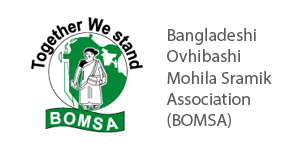 Together We stand
BOMSA
Bangladeshi
Ovhibashi
Mohila Sramik
Association
(BOMSA)